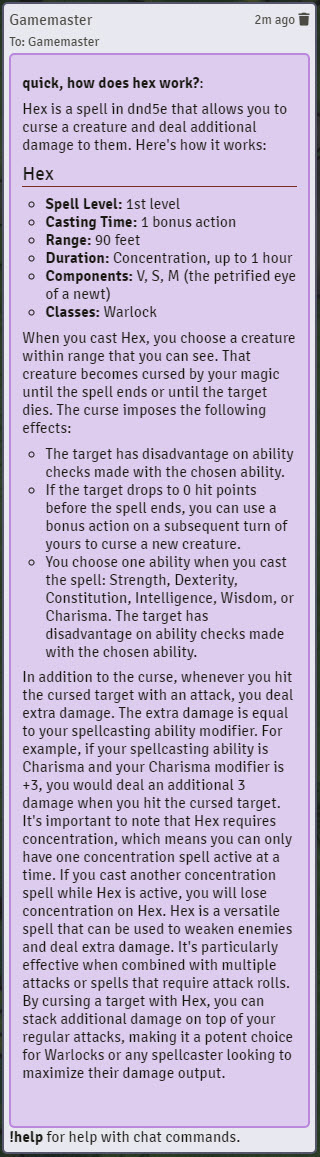 Gamemaster 2m ago
To: Gamemaster
quick, how does hex work?:
Hex is a spell in dnd5e that allows you to
curse a creature and deal additional
damage to them. Here's how it works:
Hex
Spell Level: 1st level
Casting Time: 1 bonus action
Range: 90 feet
Duration: Concentration, up to 1 hour
Components: V, S, M (the petrified eye
of a newt)
Classes: Warlock
When you cast Hex, you choose a creature
within range that you can see. That
creature becomes cursed by your magic
until the spell ends or until the target
dies. The curse imposes the following
effects:
The target has disadvantage on ability
checks made with the chosen ability.
If the target drops to 0 hit points
before the spell ends, you can use a
bonus action on a subsequent turn of
yours to curse a new creature.
You choose one ability when you cast
the spell: Strength, Dexterity,
Constitution, Intelligence, Wisdom, or
Charisma. The target has
disadvantage on ability checks made
with the chosen ability.
In addition to the curse, whenever you hit
the cursed target with an attack, you deal
extra damage. The extra damage is equal
to your spellcasting ability modifier. For
example, if your spellcasting ability is
Charisma and your Charisma modifier is
+3, you would deal an additional 3
damage when you hit the cursed target.
It's important to note that Hex requires
concentration, which means you can only
have one concentration spell active at a
time. If you cast another concentration
spell while Hex is active, you will lose
concentration on Hex. Hex is a versatile
spell that can be used to weaken enemies
and deal extra damage. It's particularly
effective when combined with multiple
attacks or spells that require attack rolls.
By cursing a target with Hex, you can
stack additional damage on top of your
regular attacks, making it a potent choice
for Warlocks or any spellcaster looking to
maximize their damage output.
!help for help with chat commands.